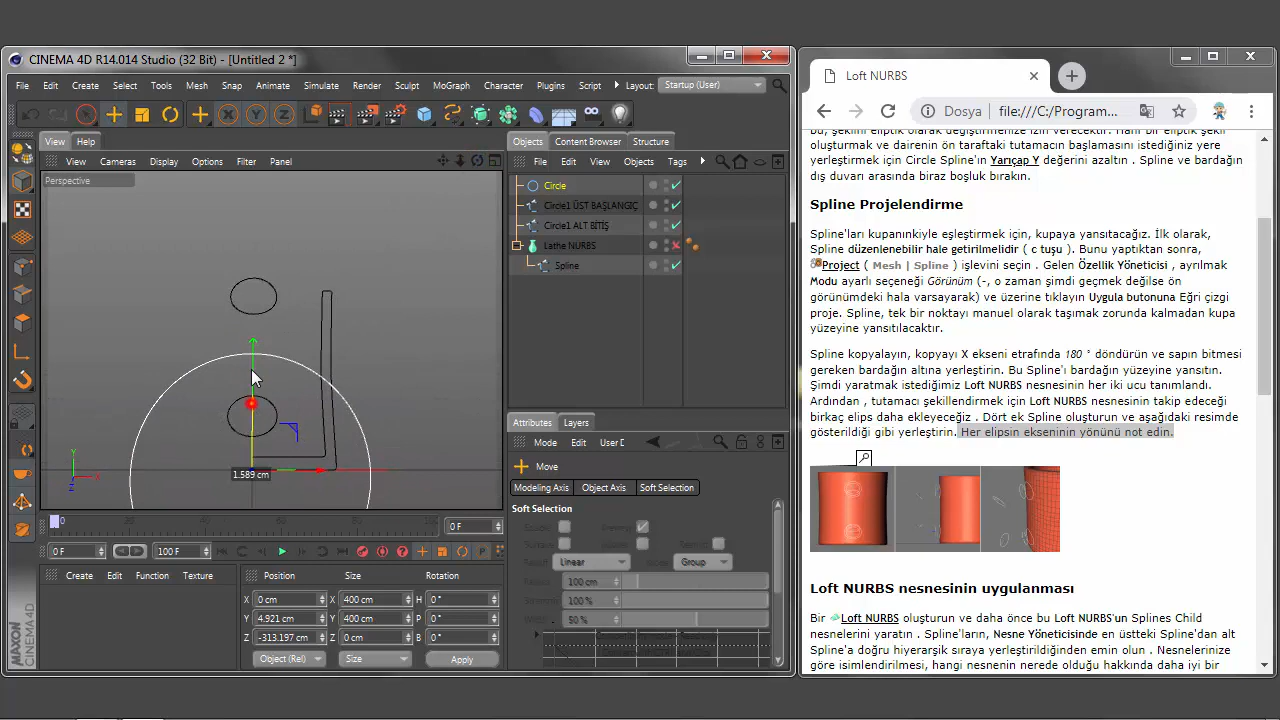 CINEMA 4D R14.014 Studio (32 Bit) - [Untitled 2 *]
File Edit Create Select Tools Mesh Snap Animate Simulate Render Sculpt MoGraph Character Plugins Script Layout: Startup (User)
View Help
View Cameras Display Options Filter Panel
Perspective
1.589 cm
Y
X
Z
0 30 60 90 0 F
0 F 100 F
Create Edit Function Texture
Position Size Rotation
X 0 cm X 400 cm H 0 °
Y 4.921 cm Y 400 cm P 0 °
Z -313.197 cm Z 0 cm B 0 °
Object (Rel) Size Apply
MAXON
CINEMA 4D
Objects Content Browser Structure
File Edit View Objects Tags
Circle
Circle1 ÜST BAŞLANGIÇ
Circle1 ALT BİTİŞ
Lathe NURBS
Spline
Attributes Layers
Mode Edit User D
Move
Modeling Axis Object Axis Soft Selection
Soft Selection
Linear Group
100 cm
100 %
50 %
Loft NURBS
Dosya file:///C:/Program...
yerleştirmek için Circle Spline'ın Yarıçap Y değerini azaltın . Spline ve bardağın
dış duvarı arasında biraz boşluk bırakın.
Spline Projelendirme
Spline'ları kupanınkiyle eşleştirmek için, kupaya yansıtacağız. İlk olarak,
Spline düzenlenebilir hale getirilmelidir ( c tuşu ). Bunu yaptıktan sonra,
Project ( Mesh | Spline ) işlevini seçin . Gelen Özellik Yöneticisi , ayrılmak
Modu ayarlı seçeneği Görünüm (-, o zaman şimdi geçmek değilse ön
görünümdeki hala varsayarak) ve üzerine tıklayın Uygula butonuna Eğri çizgi
proje. Spline, tek bir noktayı manuel olarak taşımak zorunda kalmadan kupa
yüzeyine yansıtılacaktır.
Spline kopyalayın, kopyayı X ekseni etrafında 180 ° döndürün ve sapın bitmesi
gereken bardağın altına yerleştirin. Bu Spline'ı bardağın yüzeyine yansıtın.
Şimdi yaratmak istediğimiz Loft NURBS nesnesinin her iki ucu tanımlandı.
Ardından , tutamacı şekillendirmek için Loft NURBS nesnesinin takip edeceği
birkaç elips daha ekleyeceğiz . Dört ek Spline oluşturun ve aşağıdaki resimde
gösterildiği gibi yerleştirin. Her elipsin ekseninin yönünü not edin.
Loft NURBS nesnesinin uygulanması
Bir Loft NURBS oluşturun ve daha önce bu Loft NURBS'un Splines Child
nesnelerini yaratın . Spline'ların, Nesne Yöneticisinde en üstteki Spline'dan alt
Spline'a doğru hiyerarşik sıraya yerleştirildiğinden emin olun . Nesnelerinize
göre isimlendirilmesi, hangi nesnenin nerede olduğu hakkında daha iyi bir